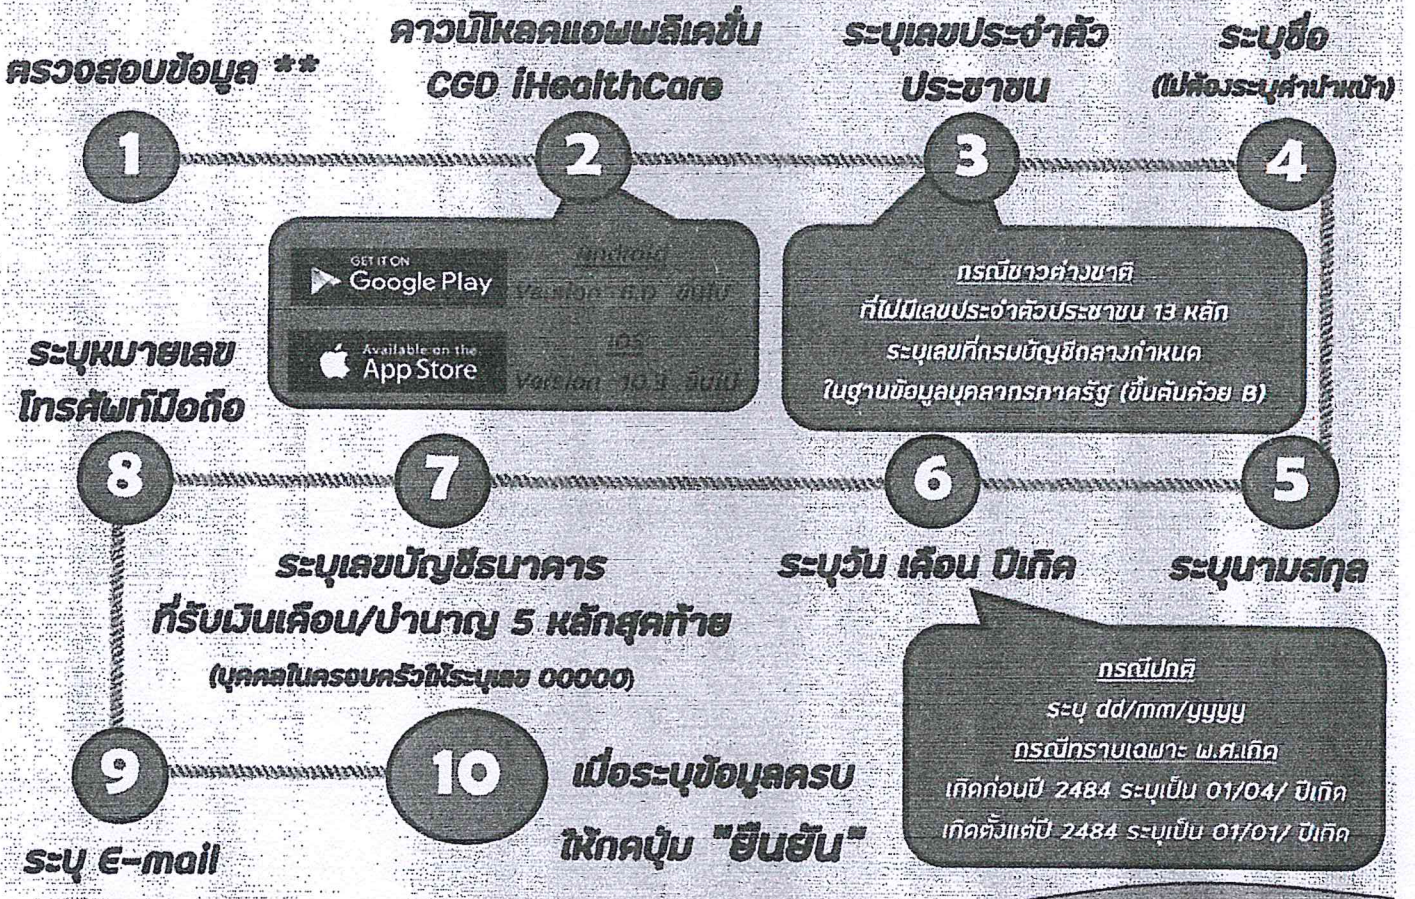 ตรวจสอบข้อมูล **
1
ดาวน์โหลดแอพพลิเคชั่น
CGD iHealthCare
2
ระบุเลขประจำตัว
ประชาชน
3
ระบุชื่อ
(ไม่ต้องระบุคำนำหน้า)
4
GET IT ON
Google Play
Available on the
App Store
Android
Version 6.0 ขึ้นไป
iOS
Version 10.3 ขึ้นไป
กรณีชาวต่างชาติ
ที่ไม่มีเลขประจำตัวประชาชน 13 หลัก
ระบุเลขที่กรมบัญชีกลางกำหนด
ในฐานข้อมูลบุคลากรภาครัฐ (ขึ้นต้นด้วย B)
5
ระบุนามสกุล
6
ระบุวัน เดือน ปีเกิด
กรณีปกติ
ระบุ dd/mm/yyyy
กรณีทราบเฉพาะ พ.ศ.เกิด
เกิดก่อนปี 2484 ระบุเป็น 01/04/ ปีเกิด
เกิดตั้งแต่ปี 2484 ระบุเป็น 01/01/ ปีเกิด
7
ระบุเลขบัญชีธนาคาร
ที่รับเงินเดือน/บำนาญ 5 หลักสุดท้าย
(บุคคลในครอบครัวให้ระบุเลข 00000)
ระบุหมายเลข
โทรศัพท์มือถือ
8
9
ระบุ E-mail
10
เมื่อระบุข้อมูลครบ
ให้กดปุ่ม "ยืนยัน"